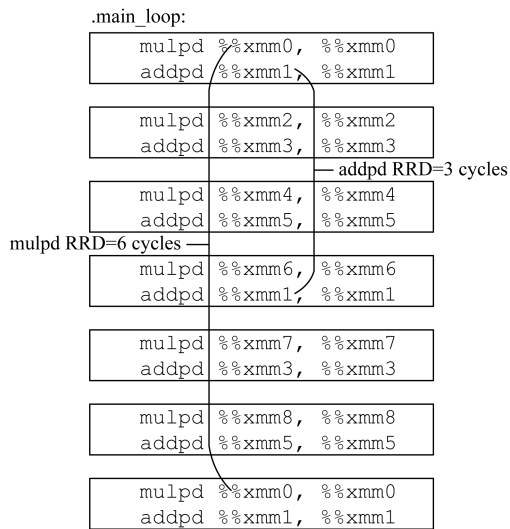 .main_loop:
mulpd %%xmm0, %%xmm0
addpd %%xmm1, %%xmm1
mulpd %%xmm2, %%xmm2
addpd %%xmm3, %%xmm3
addpd RRD=3 cycles
mulpd %%xmm4, %%xmm4
addpd %%xmm5, %%xmm5
mulpd RRD=6 cycles
mulpd %%xmm6, %%xmm6
addpd %%xmm1, %%xmm1
mulpd %%xmm7, %%xmm7
addpd %%xmm3, %%xmm3
mulpd %%xmm8, %%xmm8
addpd %%xmm5, %%xmm5
mulpd %%xmm0, %%xmm0
addpd %%xmm1, %%xmm1